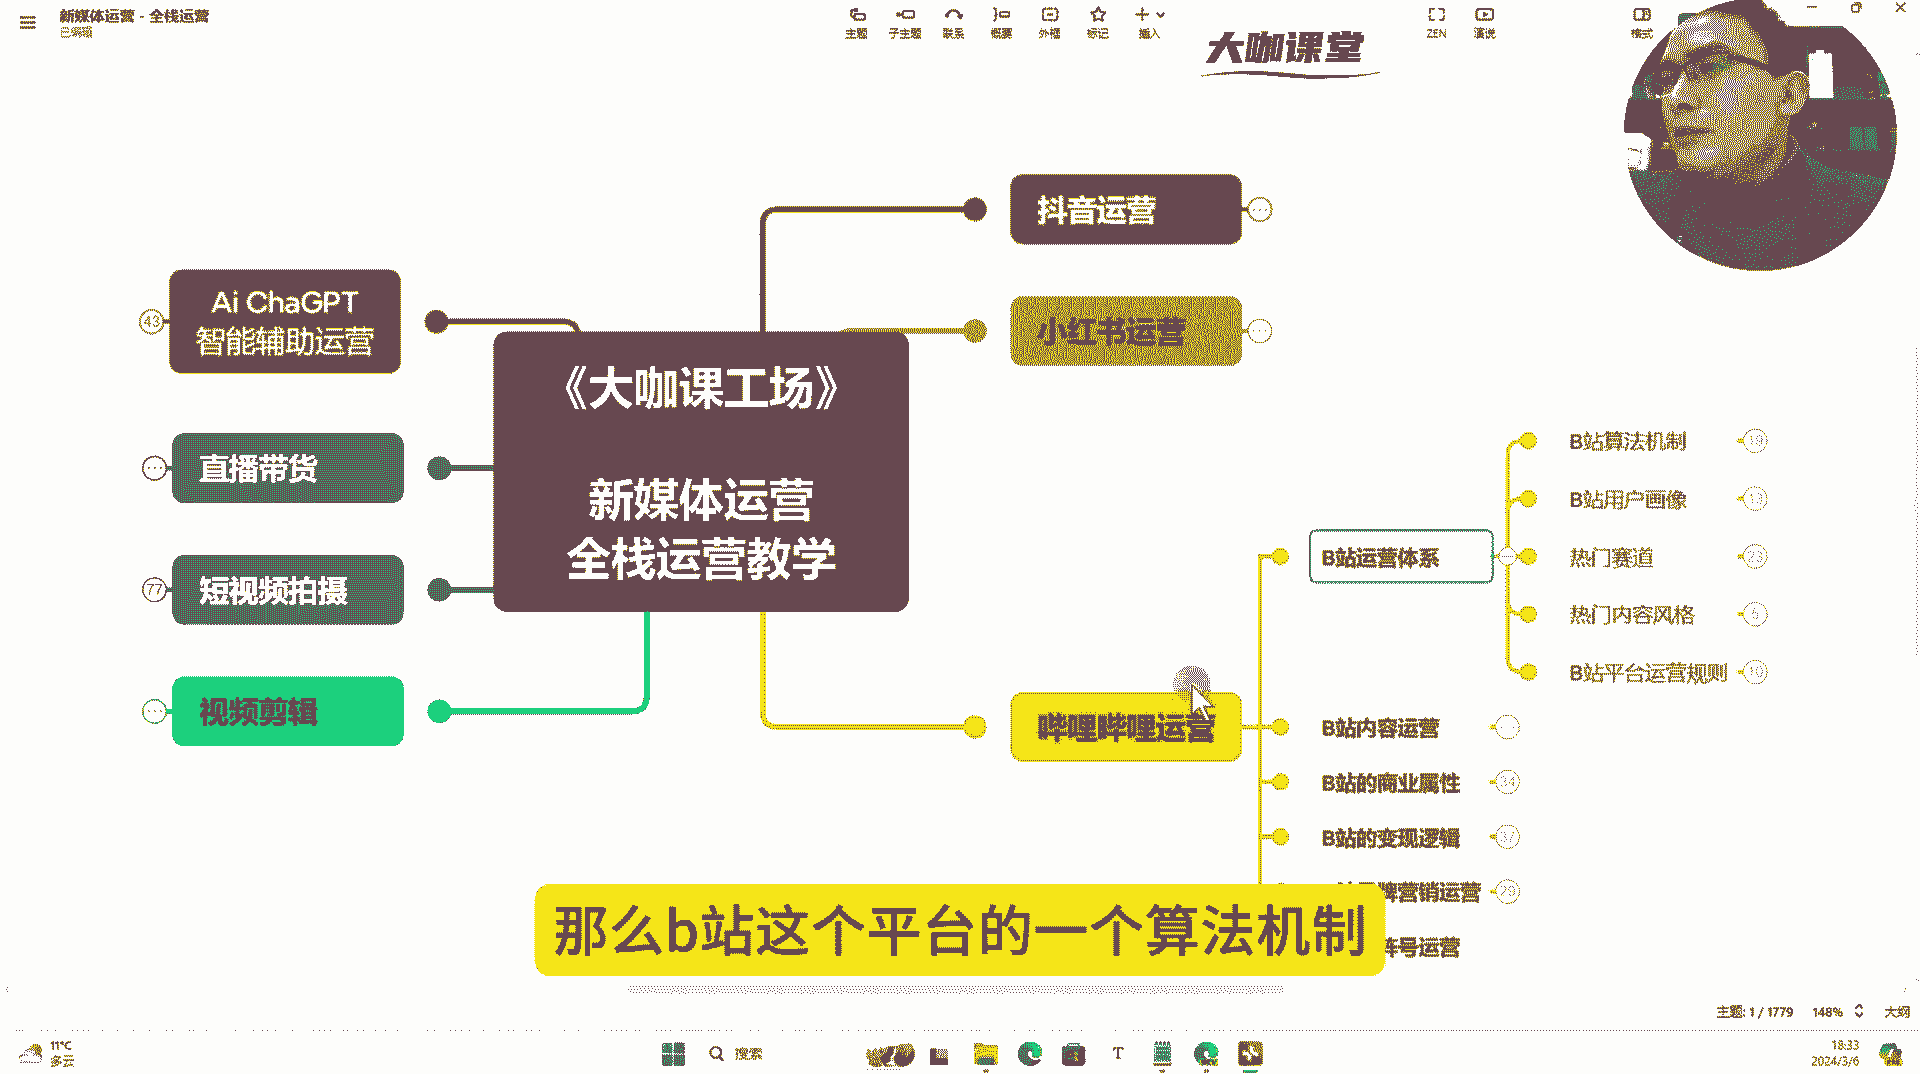 新媒体运营 - 全栈运营
已编辑
主题
子主题
联系
概要
外框
标记
插入
ZEN
演说
格式
大咖课堂
Ai ChaGPT
智能辅助运营
43
直播带货
短视频拍摄
77
视频剪辑
《大咖课工场》
新媒体运营
全栈运营教学
抖音运营
小红书运营
哔哩哔哩运营
B站运营体系
B站算法机制
19
B站用户画像
13
热门赛道
23
热门内容风格
5
B站平台运营规则
10
B站内容运营
B站的商业属性
34
B站的变现逻辑
37
牌营销运营
29
号运营
那么b站这个平台的一个算法机制
主题: 1 / 1779
148%
大纲
11°C
多云
搜索
18:33
2024/3/6